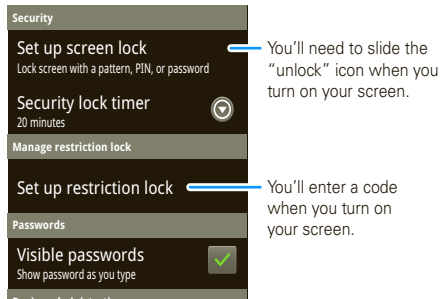 Security
Set up screen lock
Lock screen with a pattern, PIN, or password
Security lock timer
20 minutes
Manage restriction lock
Set up restriction lock
Passwords
Visible passwords
Show password as you type
You'll need to slide the
“unlock” icon when you
turn on your screen.
You'll enter a code
when you turn on
your screen.